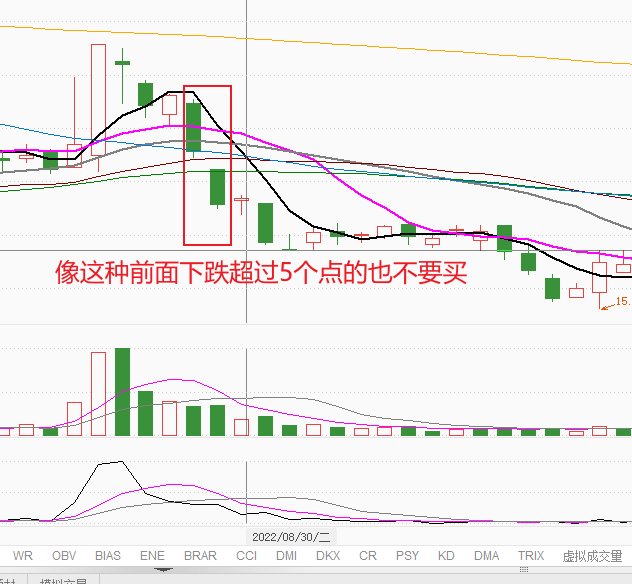 像这种前面下跌超过5个点的也不要买
15.
2022/08/30/二
WR OBV BIAS ENE BRAR CCI DMI DKX CR PSY KD DMA TRIX 虚拟成交量